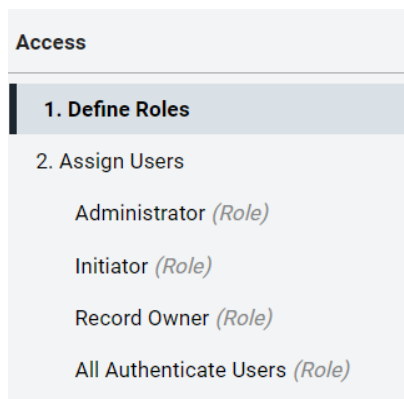 Access
1. Define Roles
2. Assign Users
Administrator (Role)
Initiator (Role)
Record Owner (Role)
All Authenticate Users (Role)